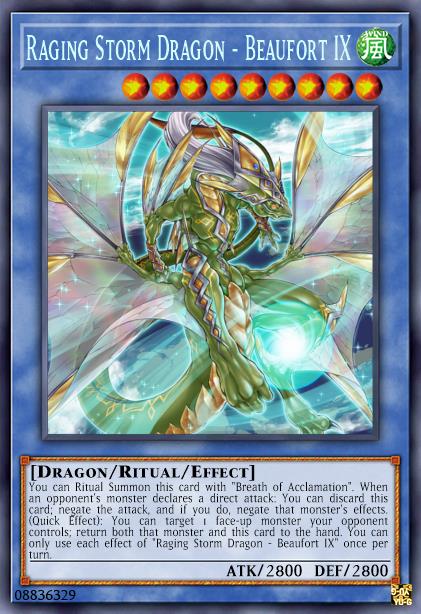 RAGING STORM DRAGON - BEAUFORT IX
WIND
風
[DRAGON/RITUAL/EFFECT]
You can Ritual Summon this card with "Breath of Acclamation". When
an opponent's monster declares a direct attack: You can discard this
card; negate the attack, and if you do, negate that monster's effects.
(Quick Effect): You can target 1 face-up monster your opponent
controls; return both that monster and this card to the hand. You can
only use each effect of "Raging Storm Dragon - Beaufort IX" once per
turn.
ATK/2800 DEF/2800
08836329